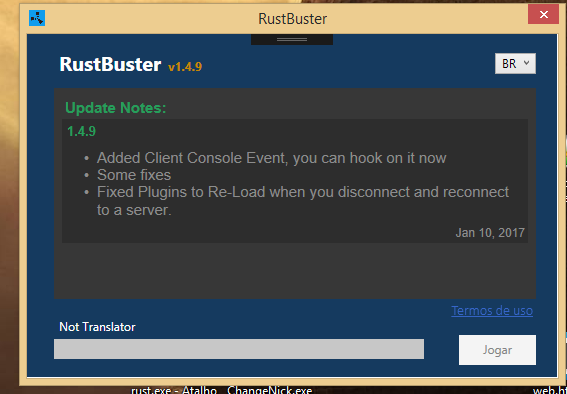 RustBuster
RustBuster v1.4.9
BR
Update Notes:
1.4.9
• Added Client Console Event, you can hook on it now
• Some fixes
• Fixed Plugins to Re-Load when you disconnect and reconnect
to a server.
Jan 10, 2017
Termos de uso
Not Translator
Jogar
rust.exe - Atalho
ChangeNick.exe